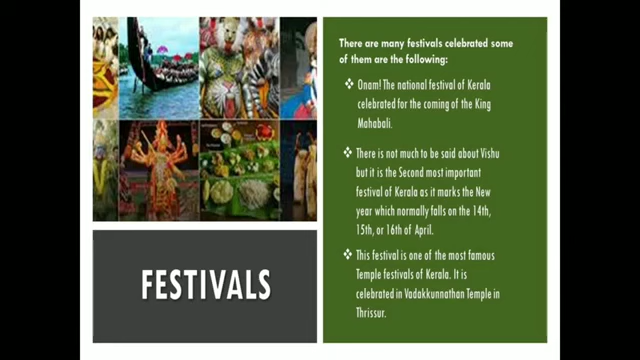 There are many festivals celebrated some
of them are the following:
❖ Onam! The national festival of Kerala
celebrated for the coming of the King
Mahabali.
❖ There is not much to be said about Vishu
but it is the Second most important
festival of Kerala as it marks the New
year which normally falls on the 14th,
15th, or 16th of April.
❖ This festival is one of the most famous
Temple festivals of Kerala. It is
celebrated in Vadakkunnathan Temple in
Thrissur.
FESTIVALS